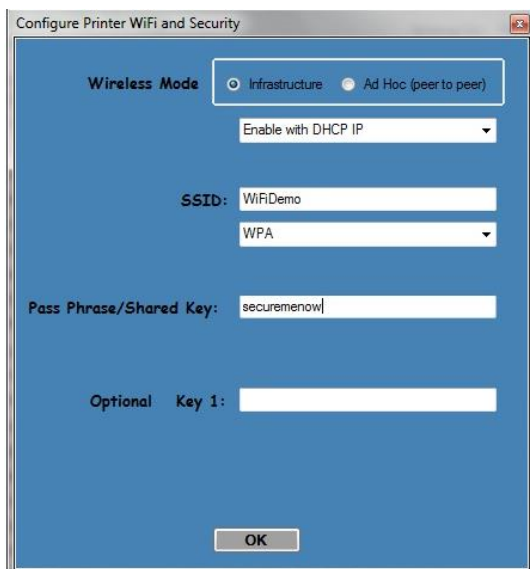 Configure Printer WiFi and Security
Wireless Mode Infrastructure Ad Hoc (peer to peer)
Enable with DHCP IP
SSID: WiFiDemo
WPA
Pass Phrase/Shared Key: securemenow
Optional Key 1:
OK